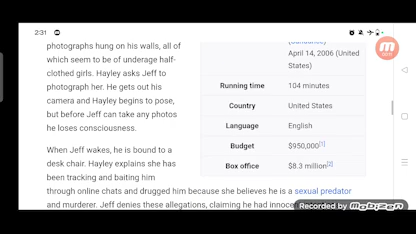 2:31
photographs hung on his walls, all of
which seem to be of underage half-
clothed girls. Hayley asks Jeff to
photograph her. He gets out his
camera and Hayley begins to pose,
but before Jeff can take any photos
he loses consciousness.
When Jeff wakes, he is bound to a
desk chair. Hayley explains she has
been tracking and baiting him
through online chats and drugged him because she believes he is a sexual predator
and murderer. Jeff denies these allegations, claiming he had innoce
April 14, 2006 (United
States)
Running time 104 minutes
Country United States
Language English
Budget $950,000[1]
Box office $8.3 million[2]
Recorded by Mobizen